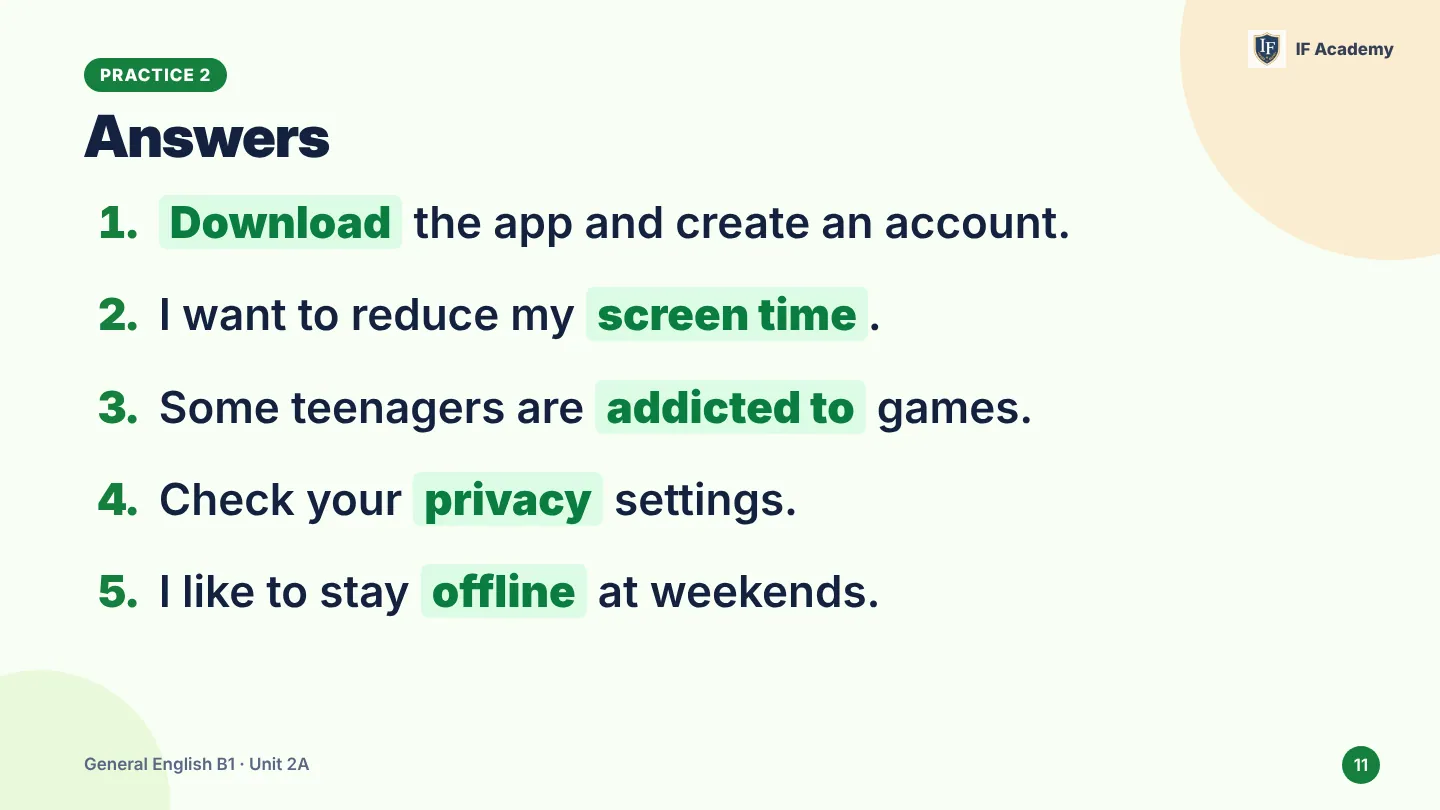 IF IF Academy
PRACTICE 2
Answers
1. Download the app and create an account.
2. I want to reduce my screen time .
3. Some teenagers are addicted to games.
4. Check your privacy settings.
5. I like to stay offline at weekends.
General English B1 · Unit 2A
11